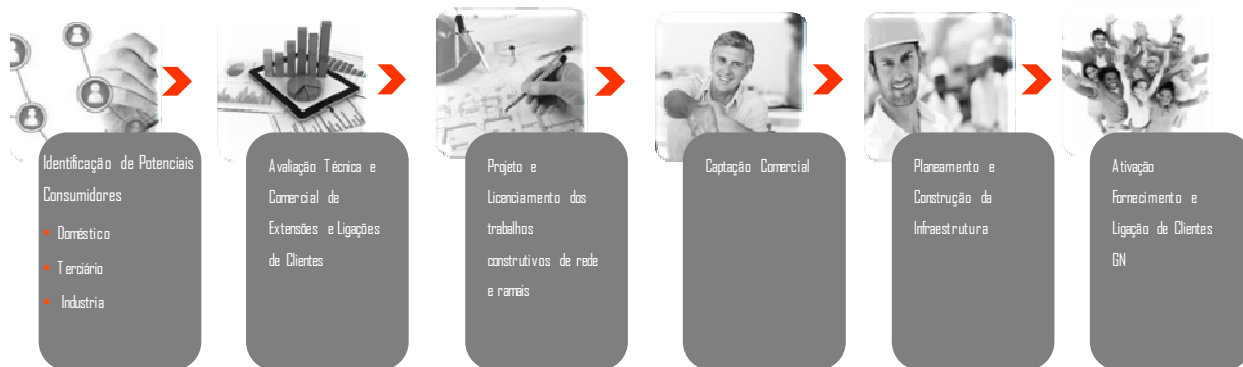 Identificação de Potenciais
Consumidores
Doméstico
Terciário
Industria
Avaliação Técnica e
Comercial de
Extensões e Ligações
de Clientes
Projeto e
Licenciamento dos
trabalhos
construtivos de rede
e ramais
Captação Comercial
Planeamento e
Construção da
Infraestrutura
Ativação
Fornecimento e
Ligação de Clientes
GN